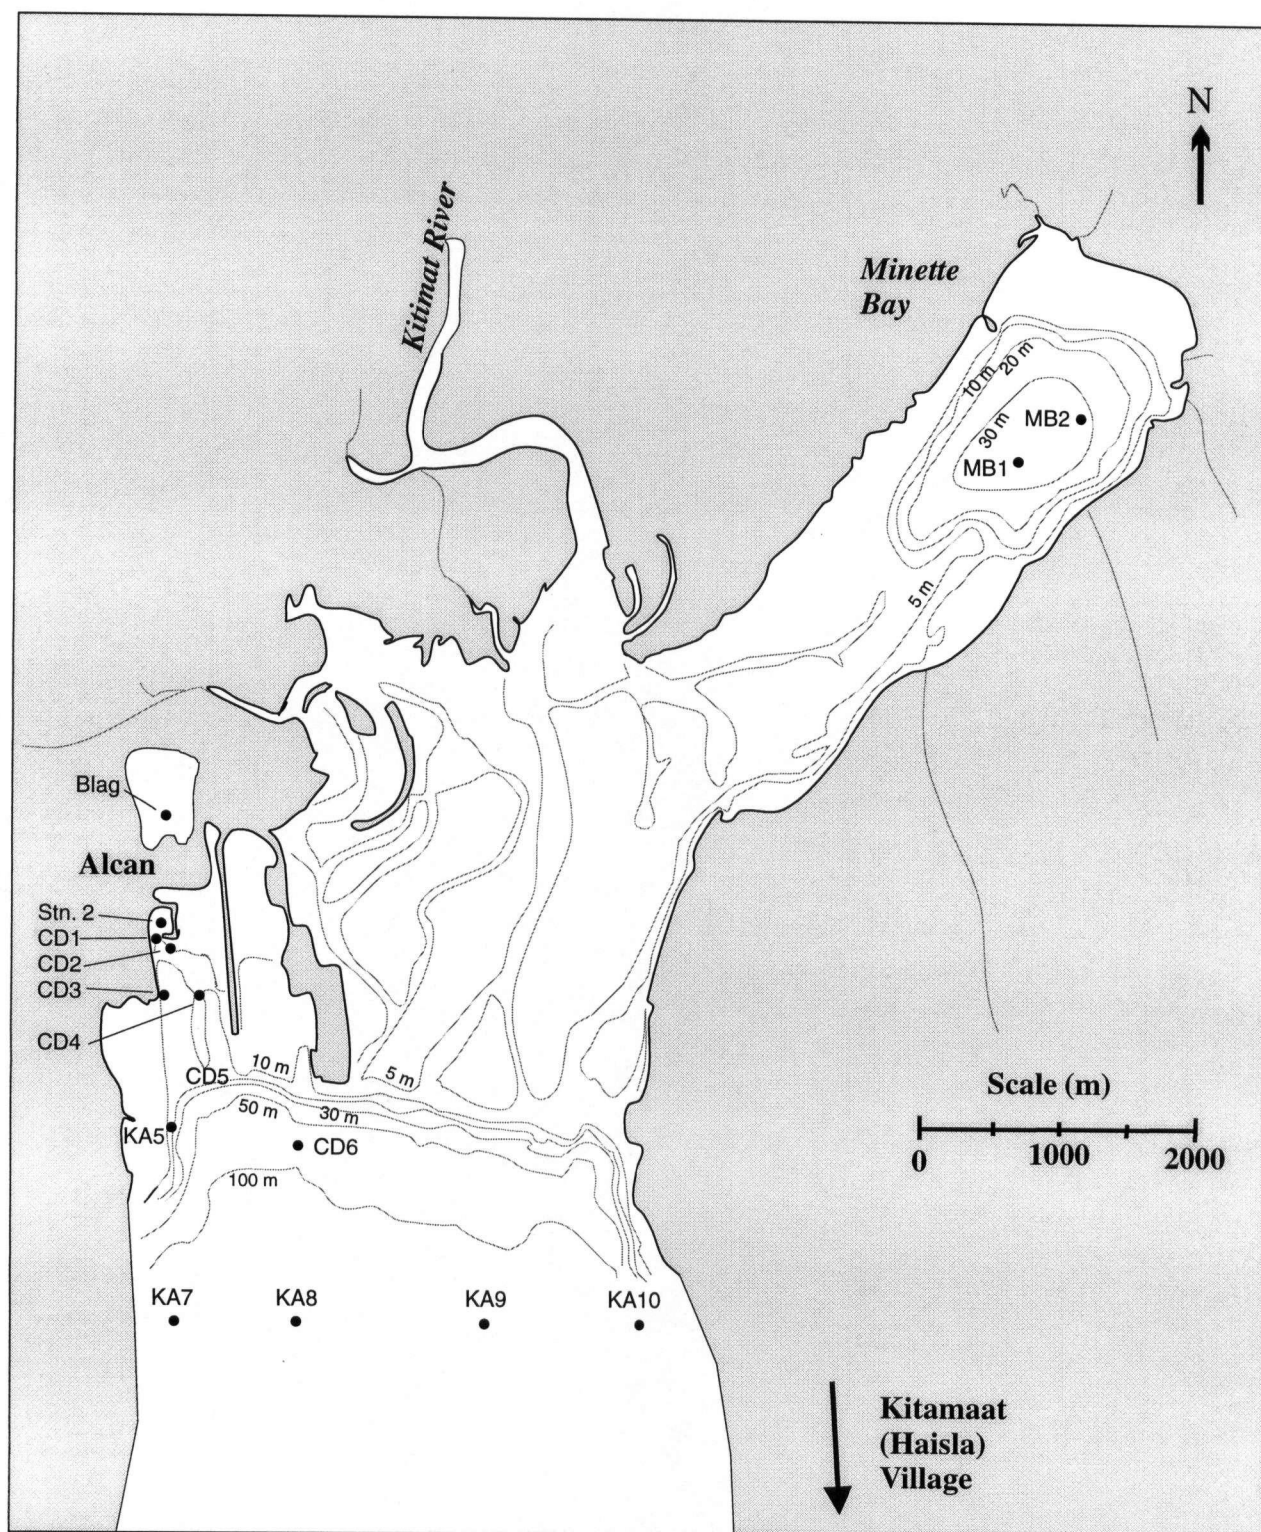 N
Kitimat River
Minette
Bay
10 m
20 m
30 m
MB2
MB1
5 m
Blag
Alcan
Stn. 2
CD1
CD2
CD3
CD4
CD5
10 m
5 m
50 m
30 m
KA5
CD6
100 m
Scale (m)
0
1000
2000
KA7
KA8
KA9
KA10
Kitamaat
(Haisla)
Village